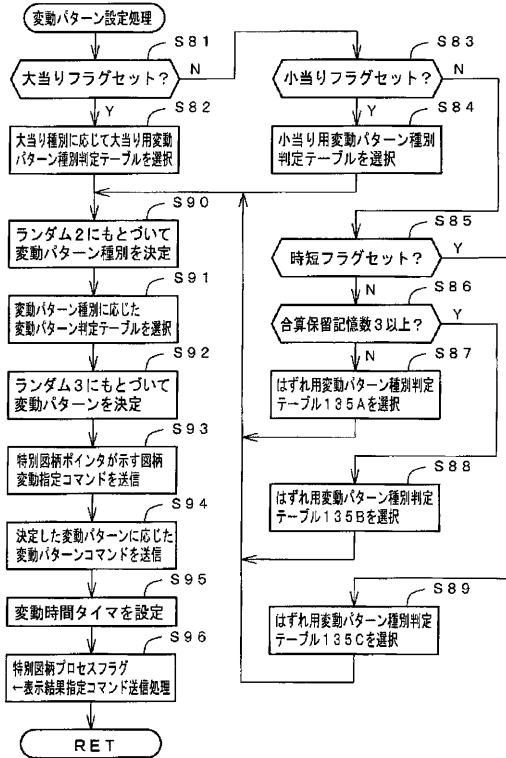 変動パターン設定処理
S81
大当りフラグセット？
N
Y
S82
大当り種別に応じて大当り用変動
パターン種別判定テーブルを選択
S83
小当りフラグセット？
N
Y
S84
小当り用変動パターン種別
判定テーブルを選択
S85
時短フラグセット？
Y
N
S86
合算保留記憶数3以上？
Y
N
S87
はずれ用変動パターン種別判定
テーブル135Aを選択
S88
はずれ用変動パターン種別判定
テーブル135Bを選択
S89
はずれ用変動パターン種別判定
テーブル135Cを選択
S90
ランダム2にもとづいて
変動パターン種別を決定
S91
変動パターン種別に応じた
変動パターン判定テーブルを選択
S92
ランダム3にもとづいて
変動パターンを決定
S93
特別図柄ポインタが示す図柄
変動指定コマンドを送信
S94
決定した変動パターンに応じた
変動パターンコマンドを送信
S95
変動時間タイマを設定
S96
特別図柄プロセスフラグ
←表示結果指定コマンド送信処理
RET